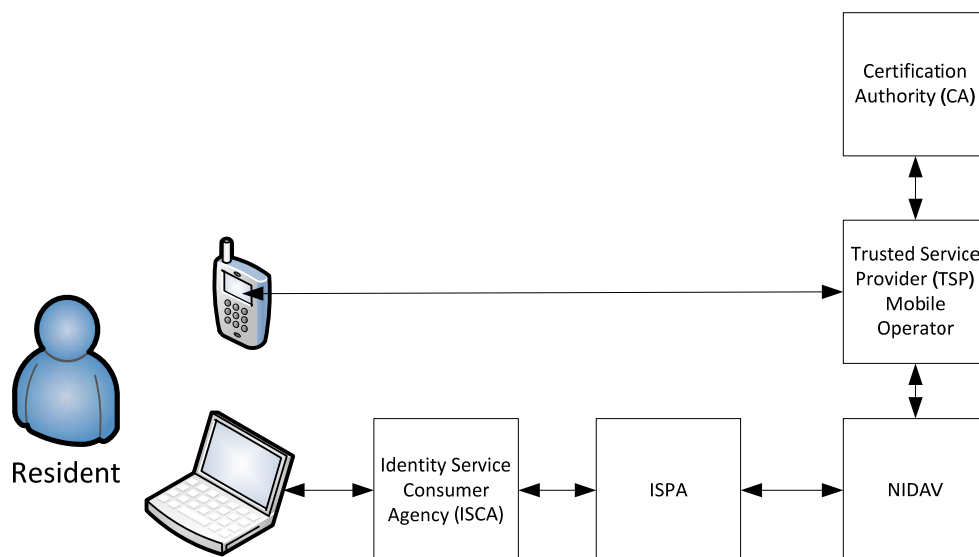 Certification
Authority (CA)
Trusted Service
Provider (TSP)
Mobile
Operator
Resident
Identity Service
Consumer
Agency (ISCA)
ISPA
NIDAV